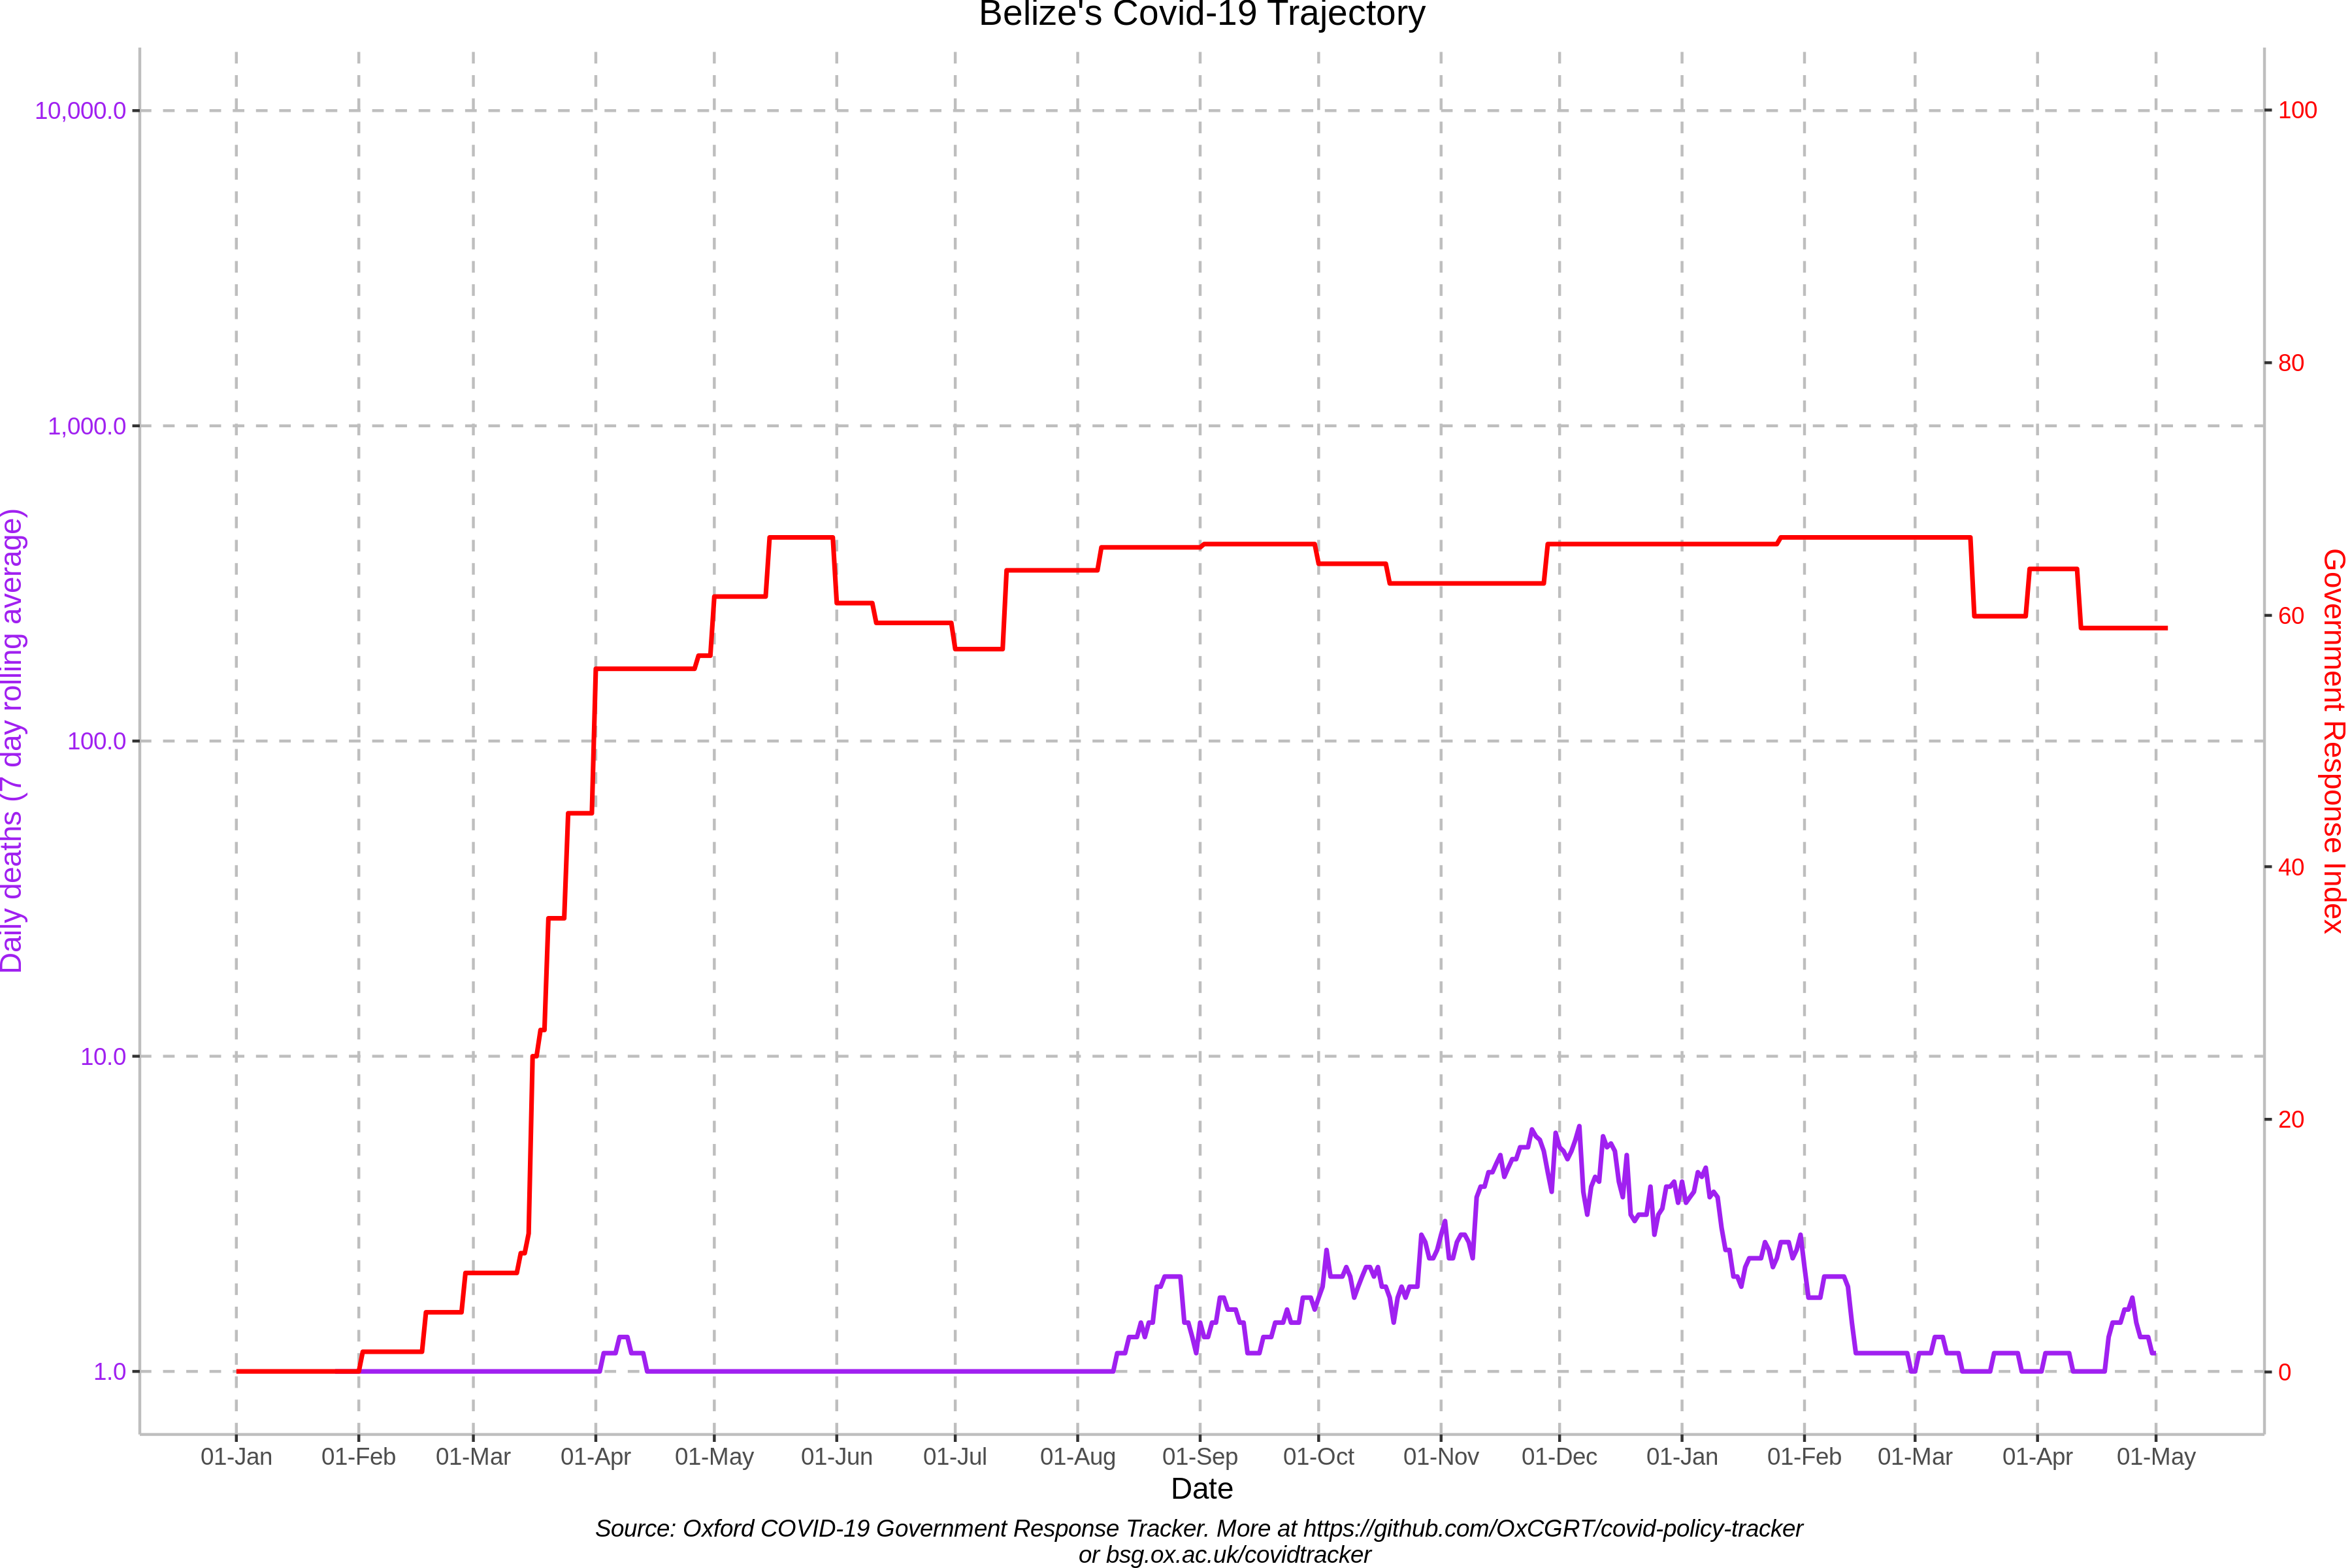 Belize's Covid-19 Trajectory
10,000.0
1,000.0
100.0
10.0
1.0
Daily deaths (7 day rolling average)
100
80
60
40
20
0
Government Response Index
01-Jan 01-Feb 01-Mar 01-Apr 01-May 01-Jun 01-Jul 01-Aug 01-Sep 01-Oct 01-Nov 01-Dec 01-Jan 01-Feb 01-Mar 01-Apr 01-May
Date
Source: Oxford COVID-19 Government Response Tracker. More at https://github.com/OxCGRT/covid-policy-tracker
or bsg.ox.ac.uk/covidtracker